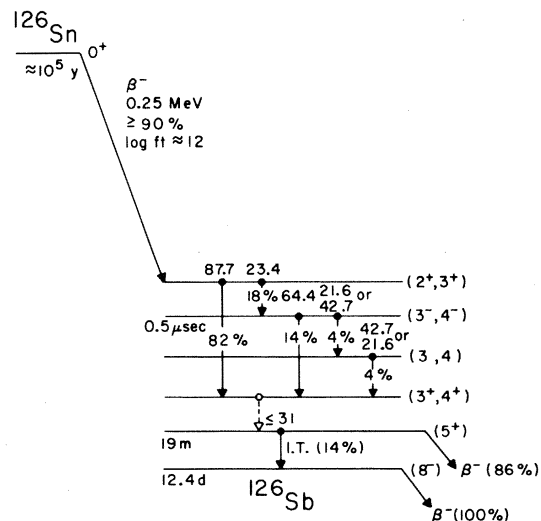 126Sn
0+
≈10⁵ y
β⁻
0.25 MeV
≥ 90 %
log ft ≈ 12
87.7 23.4
(2⁺,3⁺)
18% 64.4 21.6 or 42.7
(3⁻,4⁻)
0.5 μsec
82% 14% 4% 42.7 or 21.6
(3,4)
4%
(3⁺,4⁺)
≤ 31
(5⁺)
19m
I.T. (14%)
β⁻ (86%)
(8⁻)
12.4d
126Sb
β⁻(100%)